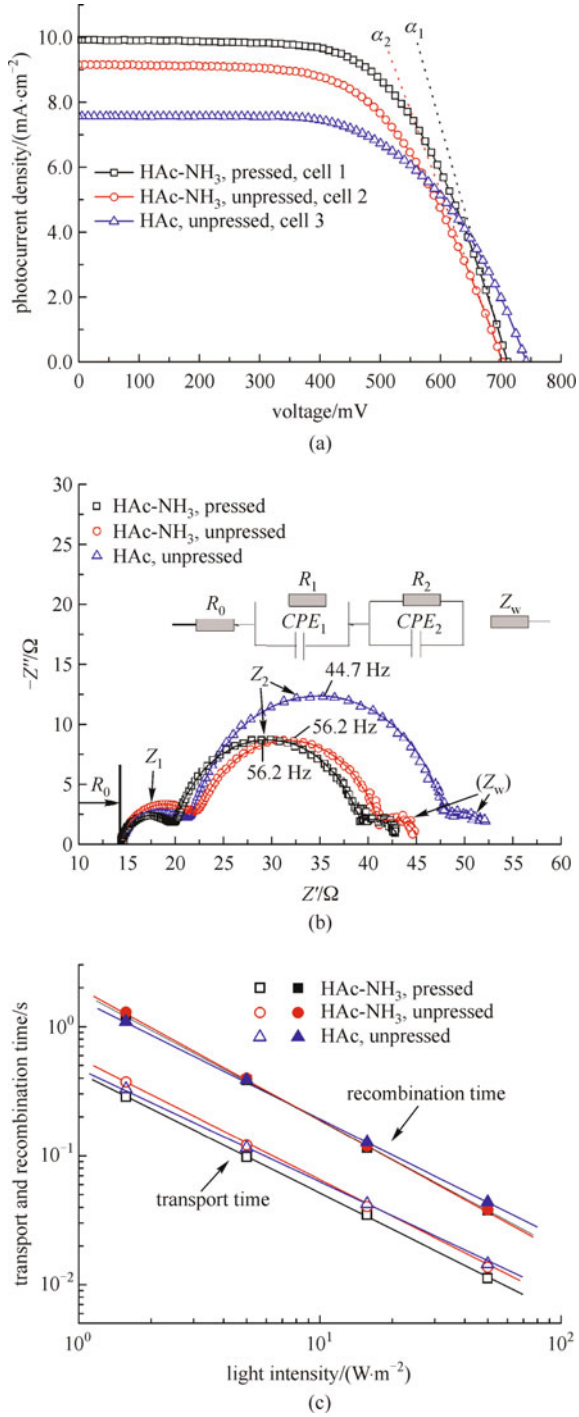 α₂ α₁
10.0
8.0
6.0
4.0
2.0
0.0
photocurrent density/(mA·cm⁻²)
HAc-NH₃, pressed, cell 1
HAc-NH₃, unpressed, cell 2
HAc, unpressed, cell 3
0 100 200 300 400 500 600 700 800
voltage/mV
(a)
30
25
20
15
10
5
0
−Z″/Ω
HAc-NH₃, pressed
HAc-NH₃, unpressed
HAc, unpressed
R₀ R₁ CPE₁ R₂ CPE₂ Z_w
Z₂ 44.7 Hz
56.2 Hz
56.2 Hz
Z₁
R₀
(Z_w)
10 15 20 25 30 35 40 45 50 55 60
Z′/Ω
(b)
10⁰
10⁻¹
10⁻²
transport and recombination time/s
HAc-NH₃, pressed
HAc-NH₃, unpressed
HAc, unpressed
recombination time
transport time
10⁰ 10¹ 10²
light intensity/(W·m⁻²)
(c)